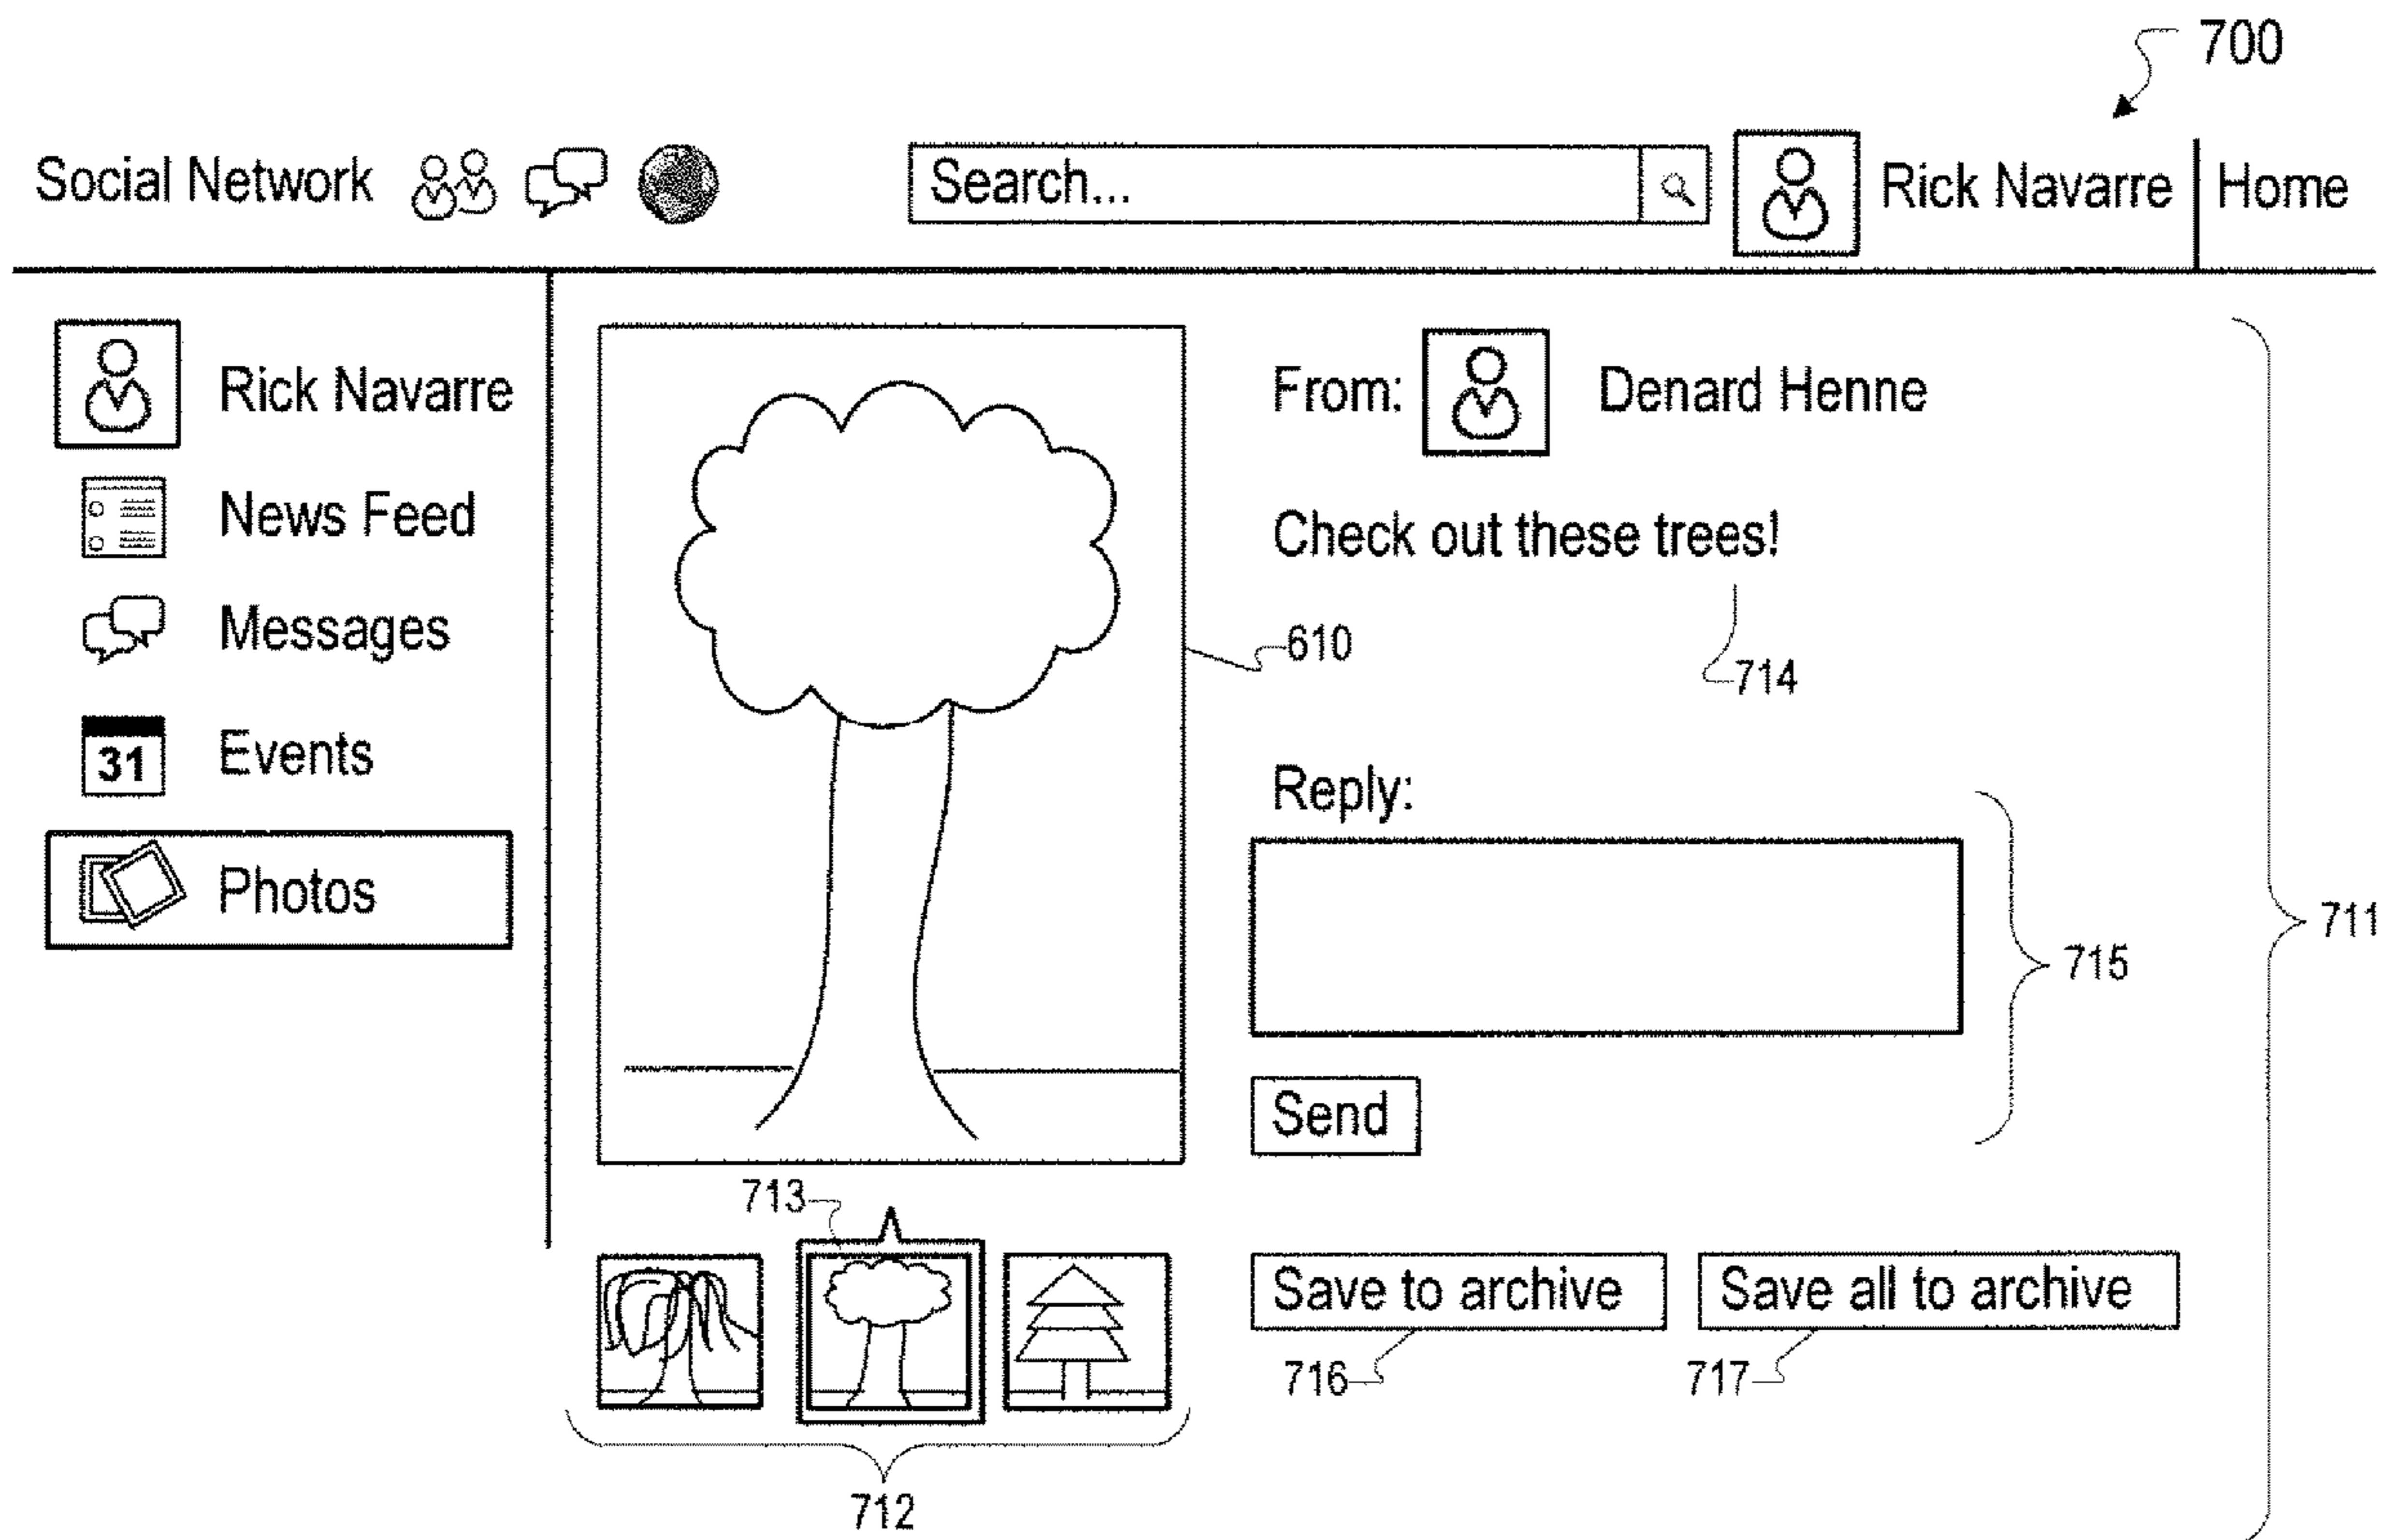 700
Social Network
Search...
Rick Navarre
Home
Rick Navarre
News Feed
Messages
31
Events
Photos
From:
Denard Henne
Check out these trees!
610
714
Reply:
715
711
Send
713
Save to archive
Save all to archive
716
717
712